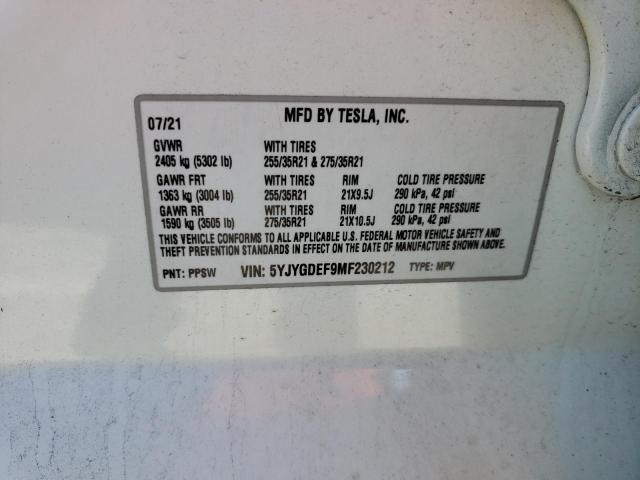 07/21 MFD BY TESLA, INC.
GVWR WITH TIRES
2405 kg (5302 lb) 255/35R21 & 275/35R21
GAWR FRT WITH TIRES RIM COLD TIRE PRESSURE
1363 kg (3004 lb) 255/35R21 21X9.5J 290 kPa, 42 psi
GAWR RR WITH TIRES RIM COLD TIRE PRESSURE
1590 kg (3505 lb) 275/35R21 21X10.5J 290 kPa, 42 psi
THIS VEHICLE CONFORMS TO ALL APPLICABLE U.S. FEDERAL MOTOR VEHICLE SAFETY AND
THEFT PREVENTION STANDARDS IN EFFECT ON THE DATE OF MANUFACTURE SHOWN ABOVE.
PNT: PPSW VIN: 5YJYGDEF9MF230212 TYPE: MPV